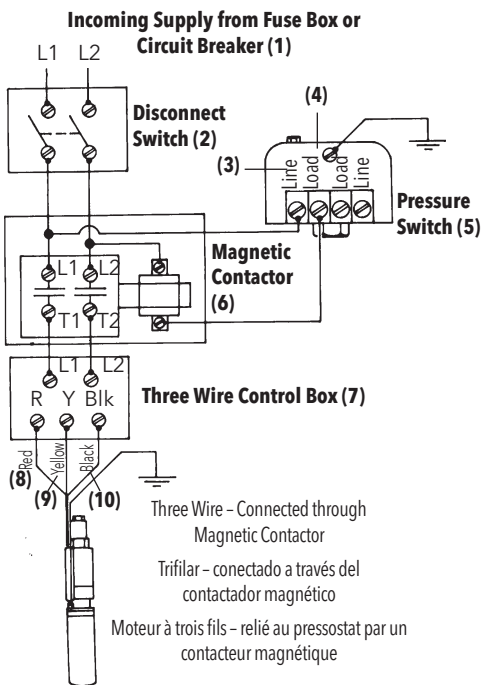 Incoming Supply from Fuse Box or
Circuit Breaker (1)
L1 L2
Disconnect
Switch (2)
(4)
(3)
Line
Load
Load
Line
Pressure
Switch (5)
Magnetic
Contactor
(6)
L1 L2
T1 T2
L1 L2
R Y Blk
Three Wire Control Box (7)
(8) Red
Yellow
(9)
Black
(10)
Three Wire – Connected through
Magnetic Contactor
Trifilar – conectado a través del
contactador magnético
Moteur à trois fils – relié au pressostat par un
contacteur magnétique